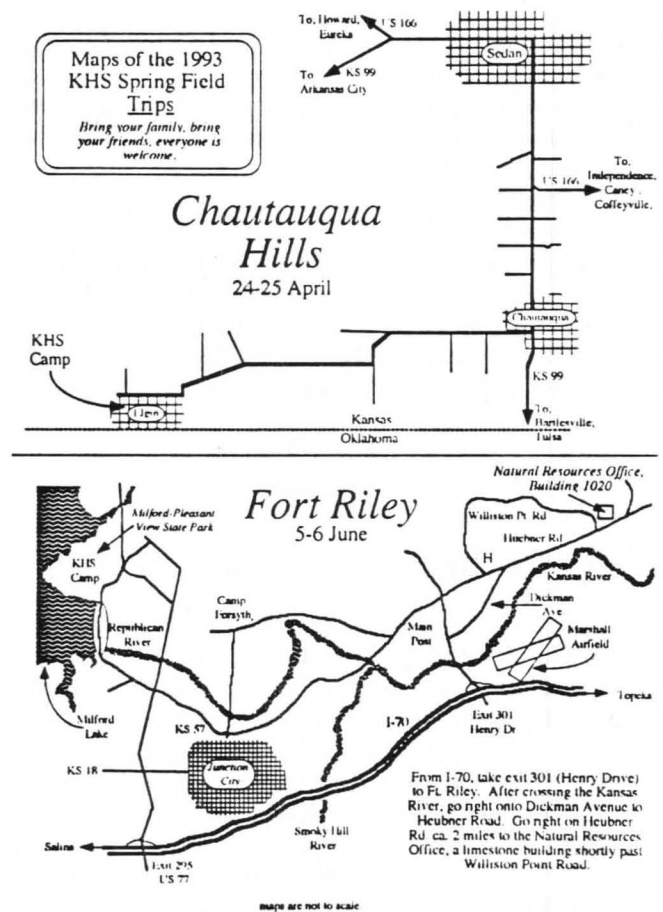 Maps of the 1993
KHS Spring Field
Trips
Bring your family, bring
your friends, everyone is
welcome.
To, Howard,
Eureka
US 166
To
Arkansas City
KS 99
Sedan
US 166
To,
Independence,
Caney,
Coffeyville,
Chautauqua
Hills
24-25 April
Chautauqua
KHS
Camp
Elgin
KS 99
To,
Bartlesville,
Tulsa
Kansas
Oklahoma
Natural Resources Office,
Building 1020
Fort Riley
5-6 June
Milford-Pleasant
View State Park
Williston Pt. Rd
Huebner Rd.
H
KHS
Camp
Kansas River
Camp
Forsyth
Dickman
Ave
Republican
River
Main
Post
Marshall
Airfield
Milford
Lake
KS 57
I-70
Topeka
Exit 301
Henry Dr
KS 18
Junction
City
From I-70, take exit 301 (Henry Drive)
to Ft. Riley. After crossing the Kansas
River, go right onto Dickman Avenue to
Heubner Road. Go right on Heubner
Rd. ca. 2 miles to the Natural Resources
Office, a limestone building shortly past
Williston Point Road.
Smoky Hill
River
Salina
Exit 295
US 77
maps are not to scale